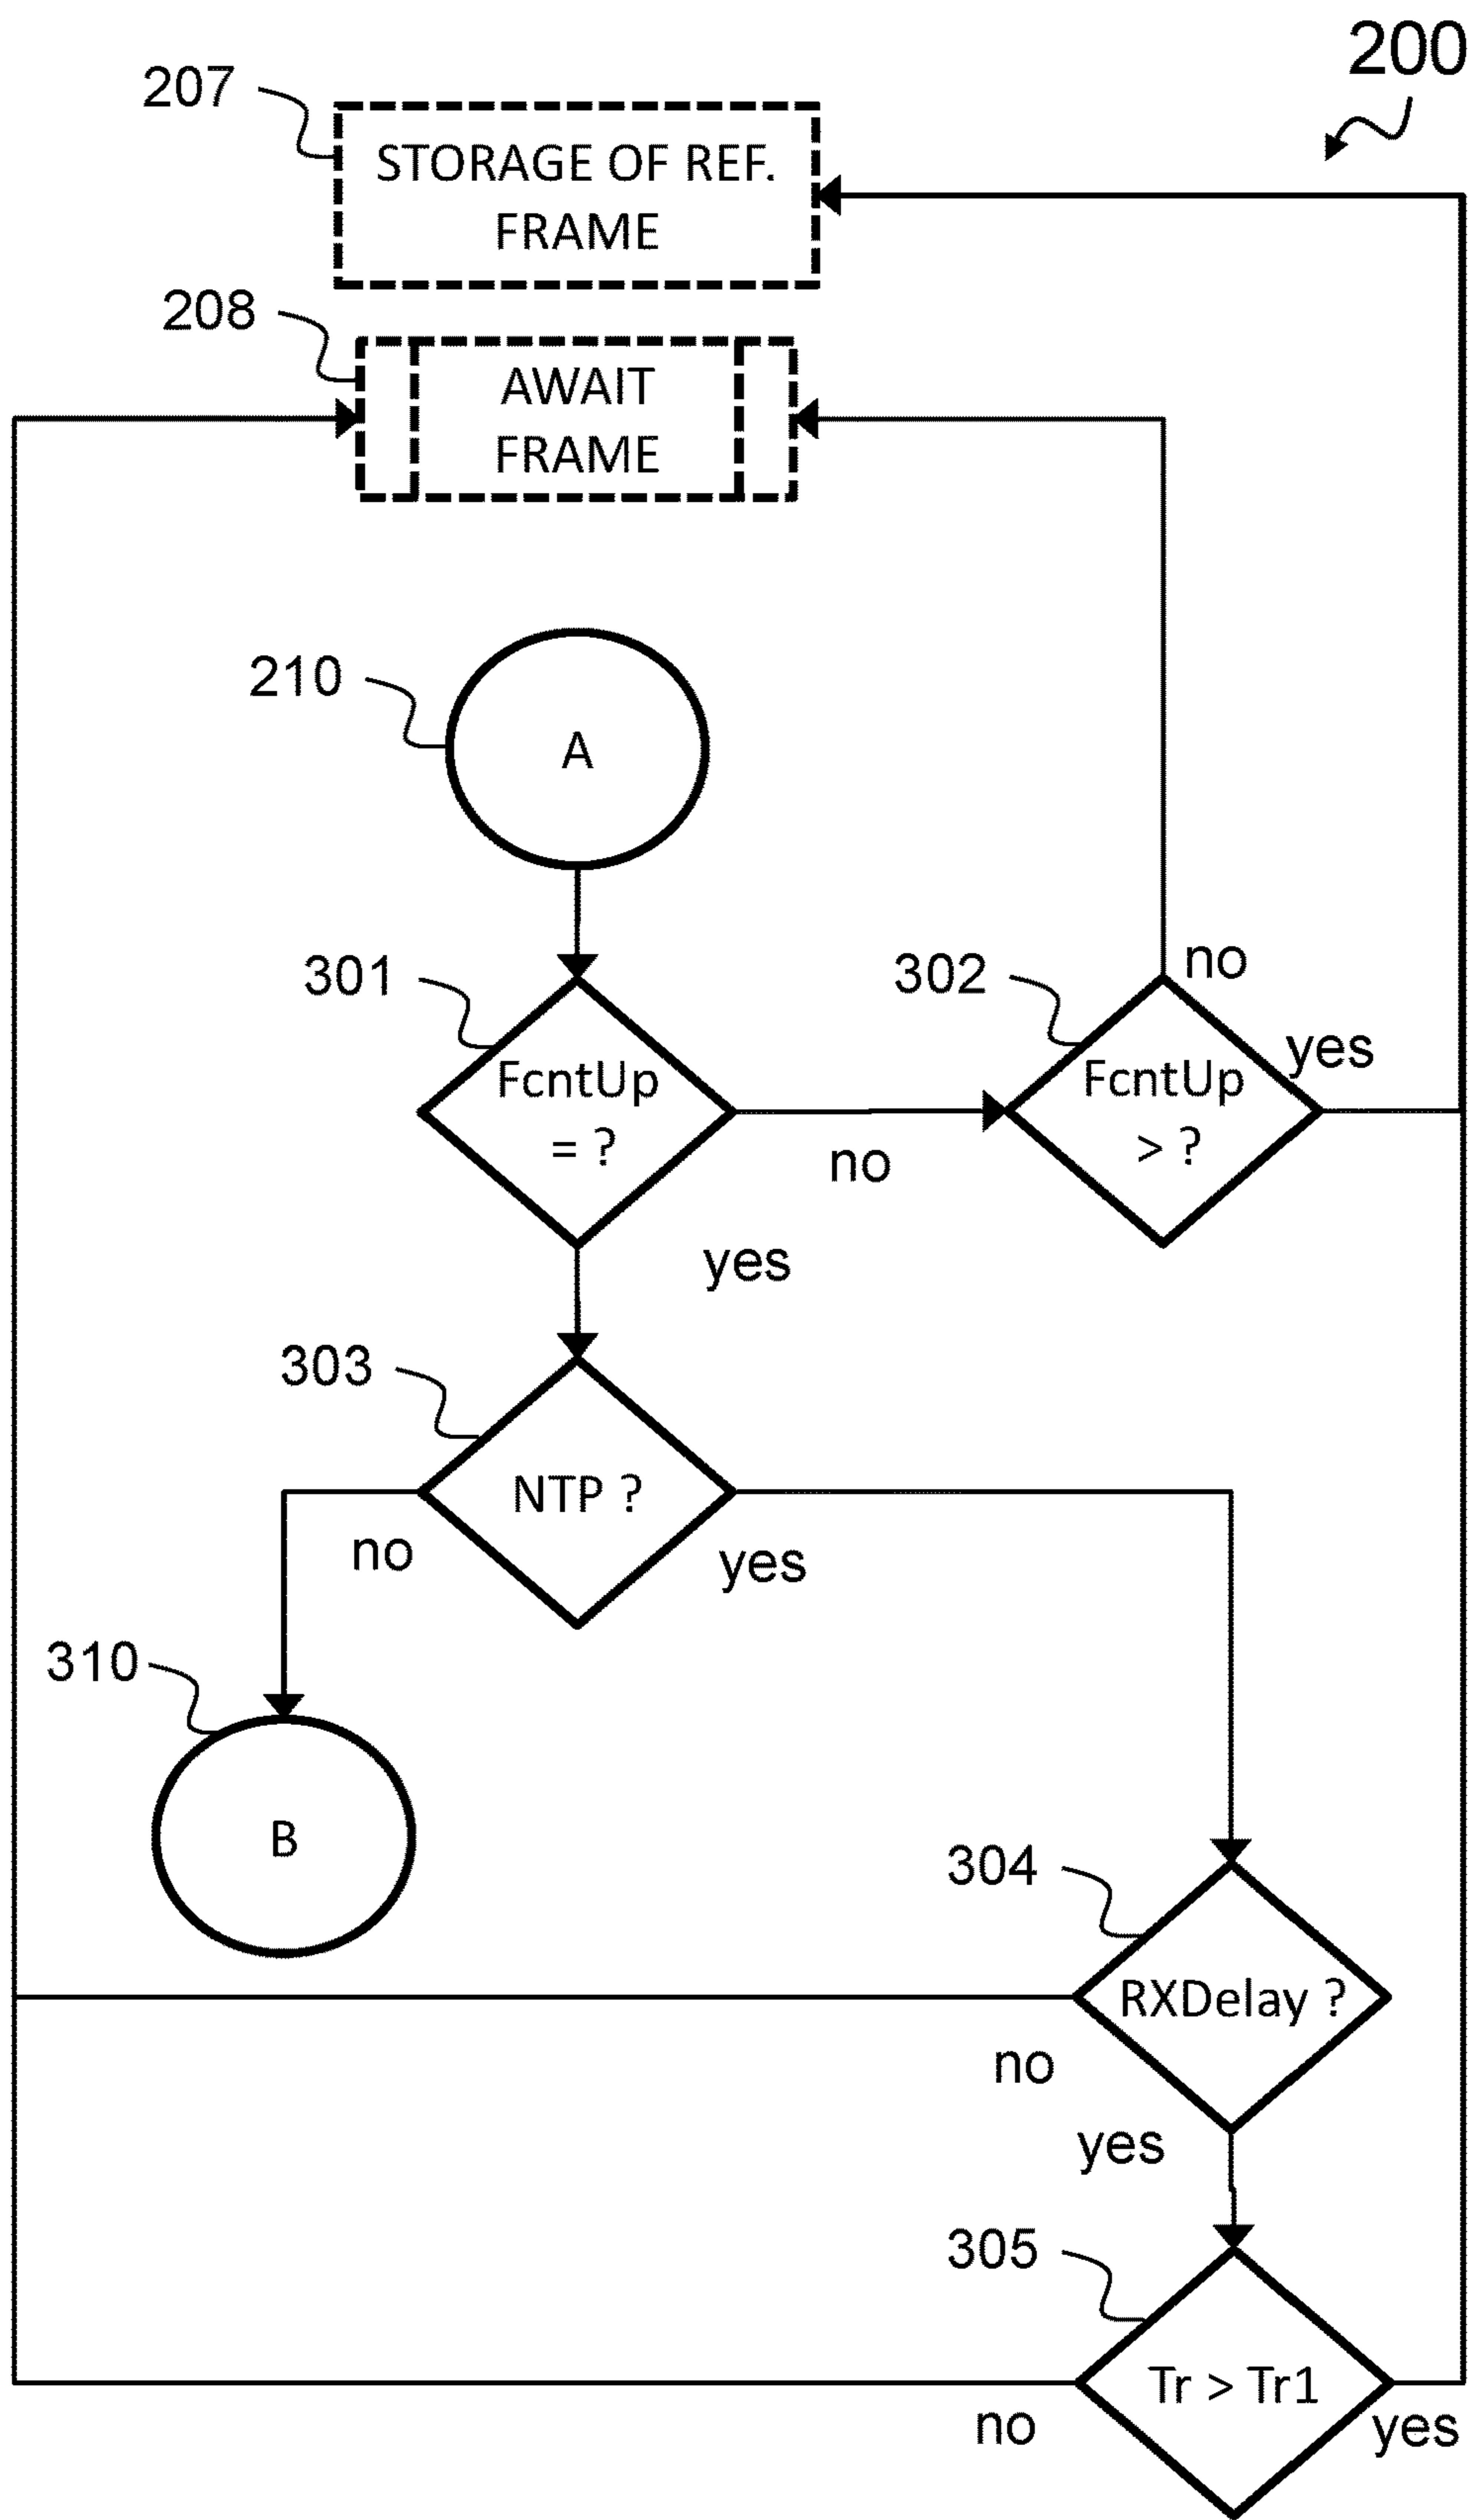 200
207
STORAGE OF REF.
FRAME
208
AWAIT
FRAME
210
A
301
FcntUp
= ?
no
yes
302
FcntUp
> ?
no
yes
303
NTP ?
no
yes
310
B
304
RXDelay ?
no
yes
305
Tr > Tr1
no
yes